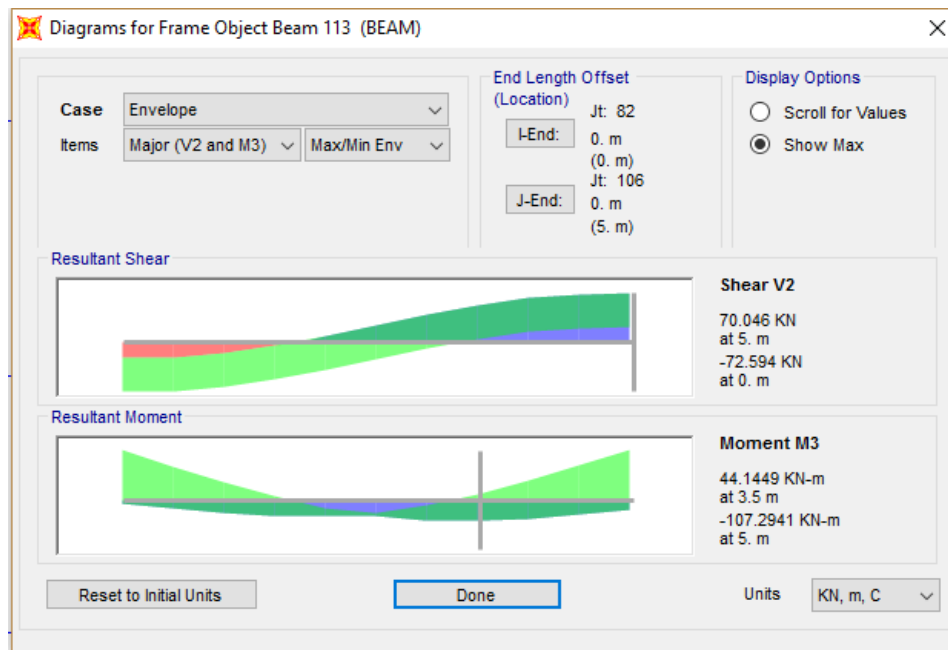 Diagrams for Frame Object Beam 113 (BEAM)
Case
Envelope
Items
Major (V2 and M3)
Max/Min Env
End Length Offset
(Location)
I-End:
Jt: 82
0. m
(0. m)
J-End:
Jt: 106
0. m
(5. m)
Display Options
Scroll for Values
Show Max
Resultant Shear
Shear V2
70.046 KN
at 5. m
-72.594 KN
at 0. m
Resultant Moment
Moment M3
44.1449 KN-m
at 3.5 m
-107.2941 KN-m
at 5. m
Reset to Initial Units
Done
Units
KN, m, C